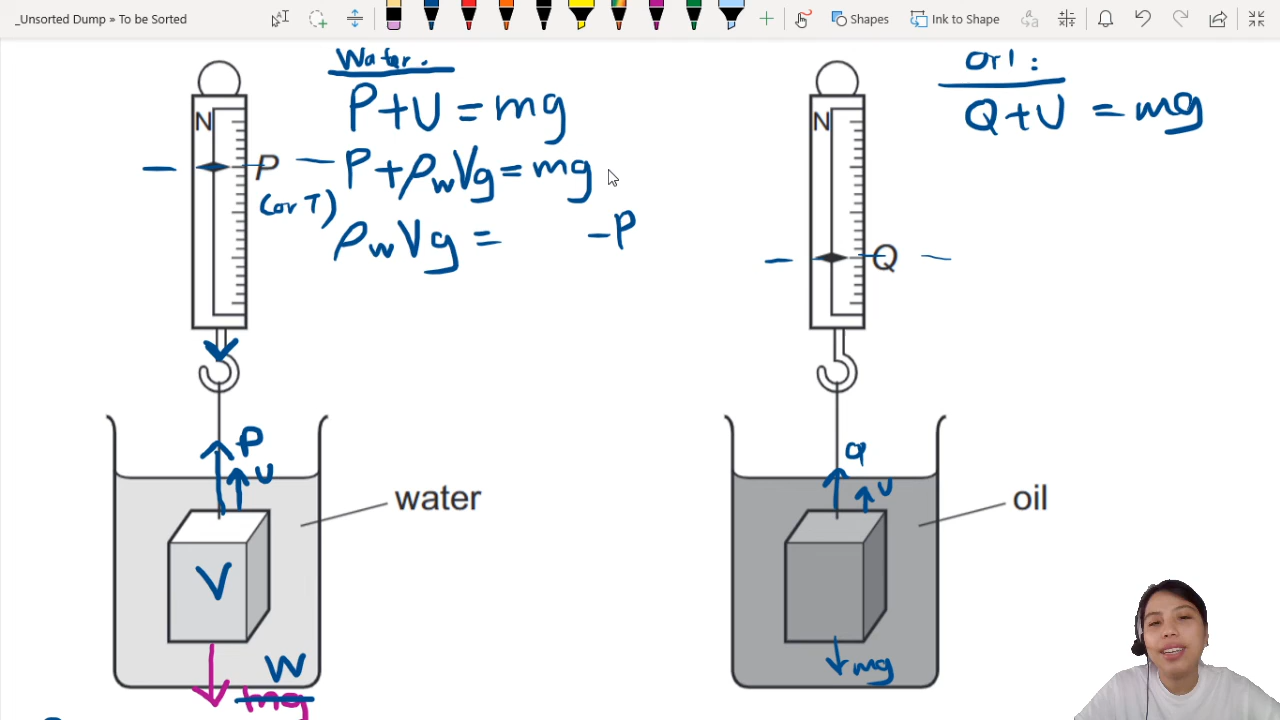 _Unsorted Dump » To be Sorted
Shapes
Ink to Shape
Water:
P+U = mg
N
P
P+ρwVg = mg
(or T)
ρwVg = -P
P
U
water
V
W
mg
Oil:
Q+U = mg
N
Q
Q
U
oil
mg